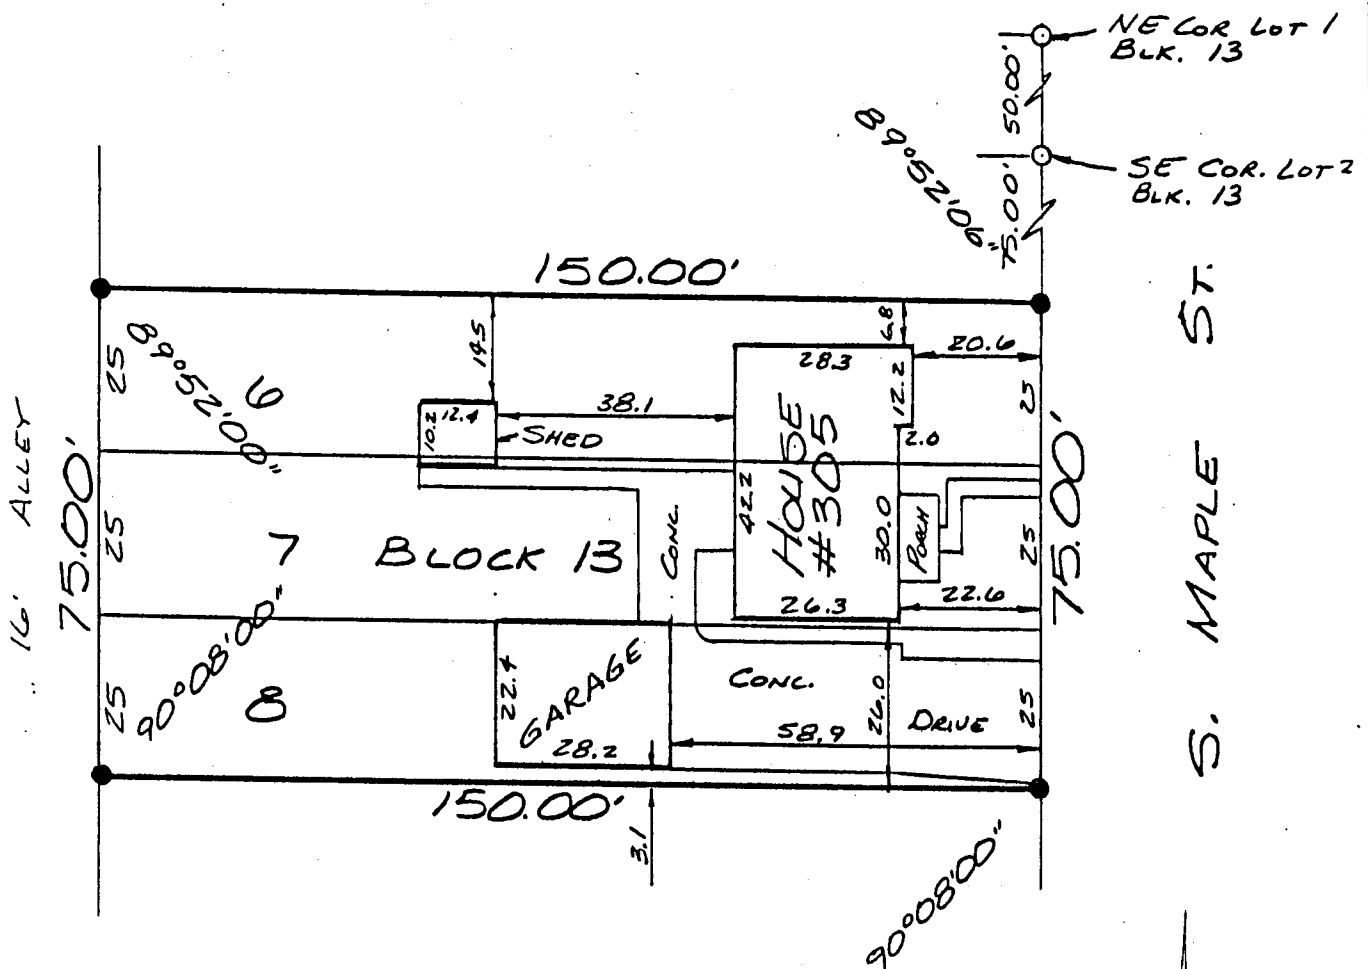 NE COR LOT 1
BLK. 13
50.00'
SE COR. LOT 2
BLK. 13
75.00'
89°52'06"
150.00'
S. MAPLE ST.
16' ALLEY
75.00'
25
25
25
89°52'00"
90°08'00"
6
7
8
BLOCK 13
14.5
10.2
12.4
SHED
38.1
6.8
28.3
20.6
12.2
2.0
HOUSE
#305
42.2
30.0
PORCH
26.3
22.6
CONC.
GARAGE
22.4
28.2
CONC.
DRIVE
58.9
26.0
25
25
25
75.00'
150.00'
3.1
90°08'00"